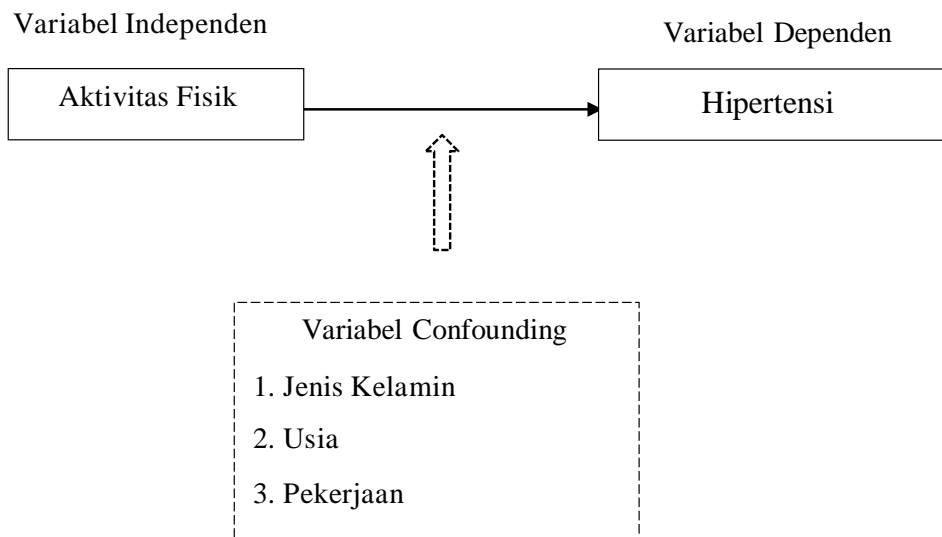 Variabel Independen
Variabel Dependen
Aktivitas Fisik
Hipertensi
Variabel Confounding
1. Jenis Kelamin
2. Usia
3. Pekerjaan